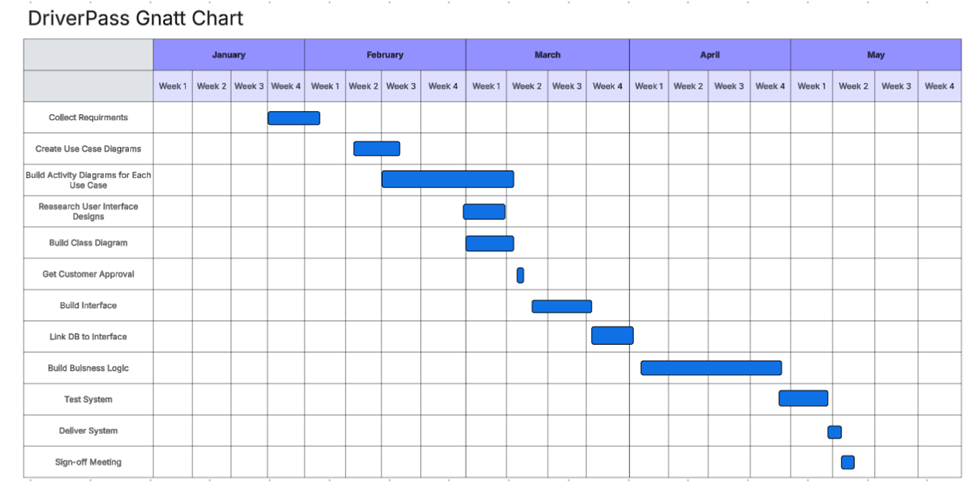 DriverPass Gnatt Chart
January February March April May
Week 1 Week 2 Week 3 Week 4 Week 1 Week 2 Week 3 Week 4 Week 1 Week 2 Week 3 Week 4 Week 1 Week 2 Week 3 Week 4 Week 1 Week 2 Week 3 Week 4
Collect Requirments
Create Use Case Diagrams
Build Activity Diagrams for Each
Use Case
Reasearch User Interface
Designs
Build Class Diagram
Get Customer Approval
Build Interface
Link DB to Interface
Build Bulsness Logic
Test System
Deliver System
Sign-off Meeting